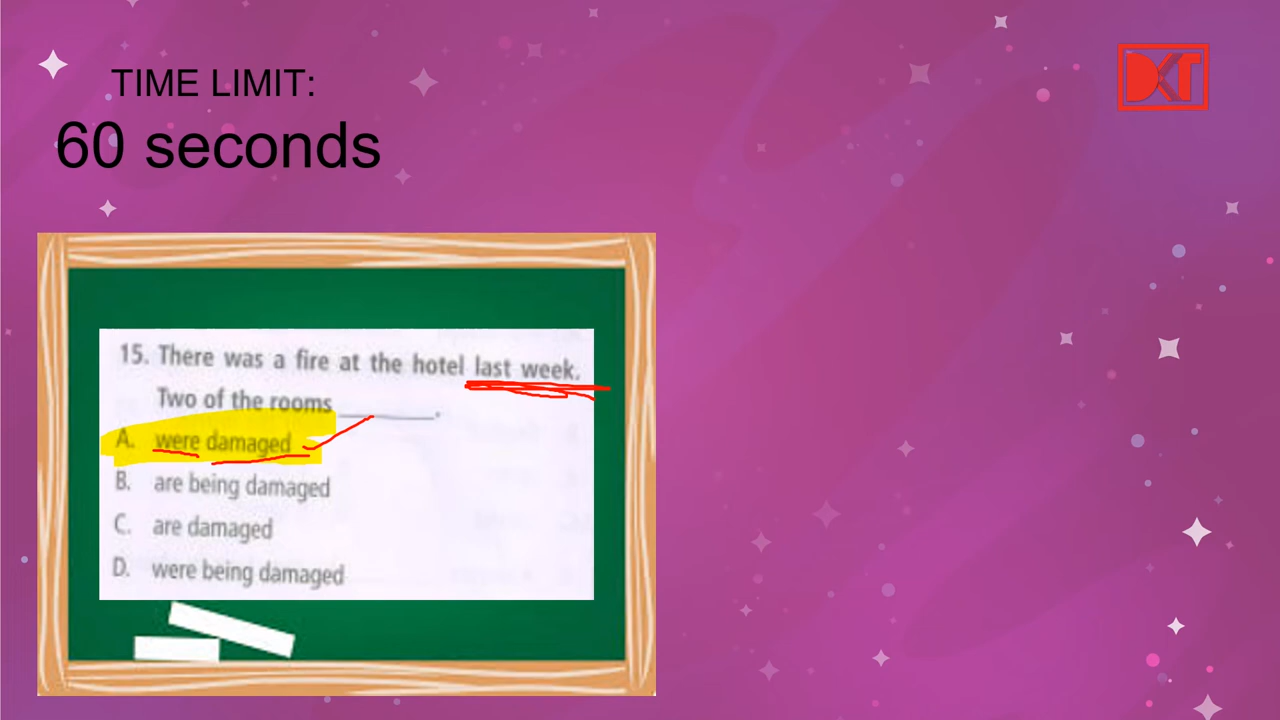 TIME LIMIT:
60 seconds
DKT
15. There was a fire at the hotel last week.
Two of the rooms ________.
A. were damaged
B. are being damaged
C. are damaged
D. were being damaged